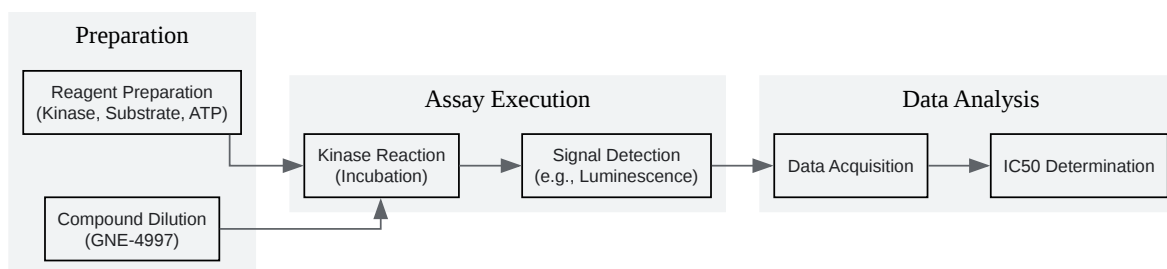 Preparation
Reagent Preparation
(Kinase, Substrate, ATP)
Compound Dilution
(GNE-4997)
Assay Execution
Kinase Reaction
(Incubation)
Signal Detection
(e.g., Luminescence)
Data Analysis
Data Acquisition
IC50 Determination